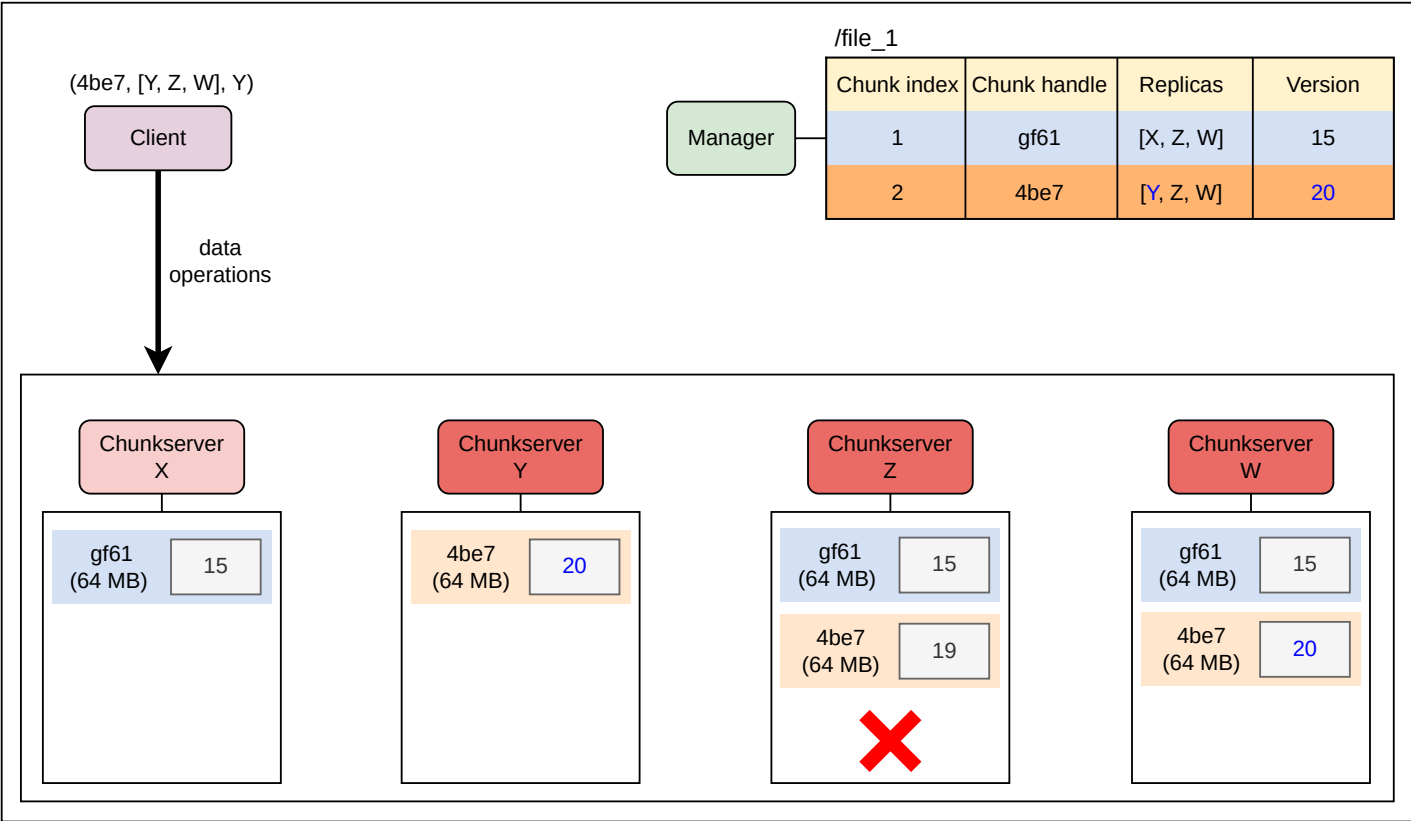 /file_1
(4be7, [Y, Z, W], Y)
Client
Manager
Chunk index Chunk handle Replicas Version
1 gf61 [X, Z, W] 15
2 4be7 [Y, Z, W] 20
data
operations
Chunkserver
X
Chunkserver
Y
Chunkserver
Z
Chunkserver
W
gf61
(64 MB)
15
4be7
(64 MB)
20
gf61
(64 MB)
15
4be7
(64 MB)
19
gf61
(64 MB)
15
4be7
(64 MB)
20